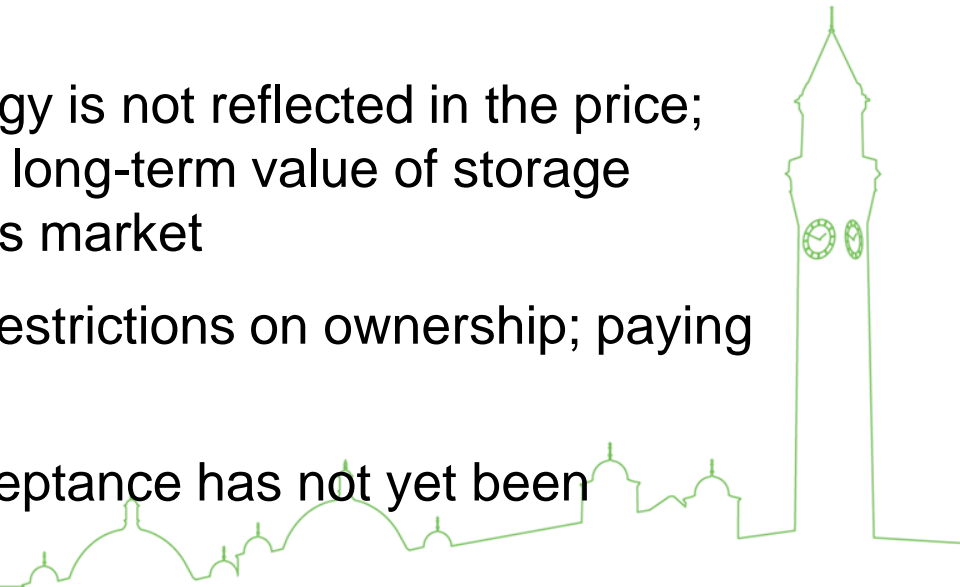 gy is not reflected in the price;
long-term value of storage
s market
estrictions on ownership; paying
eptance has not yet been